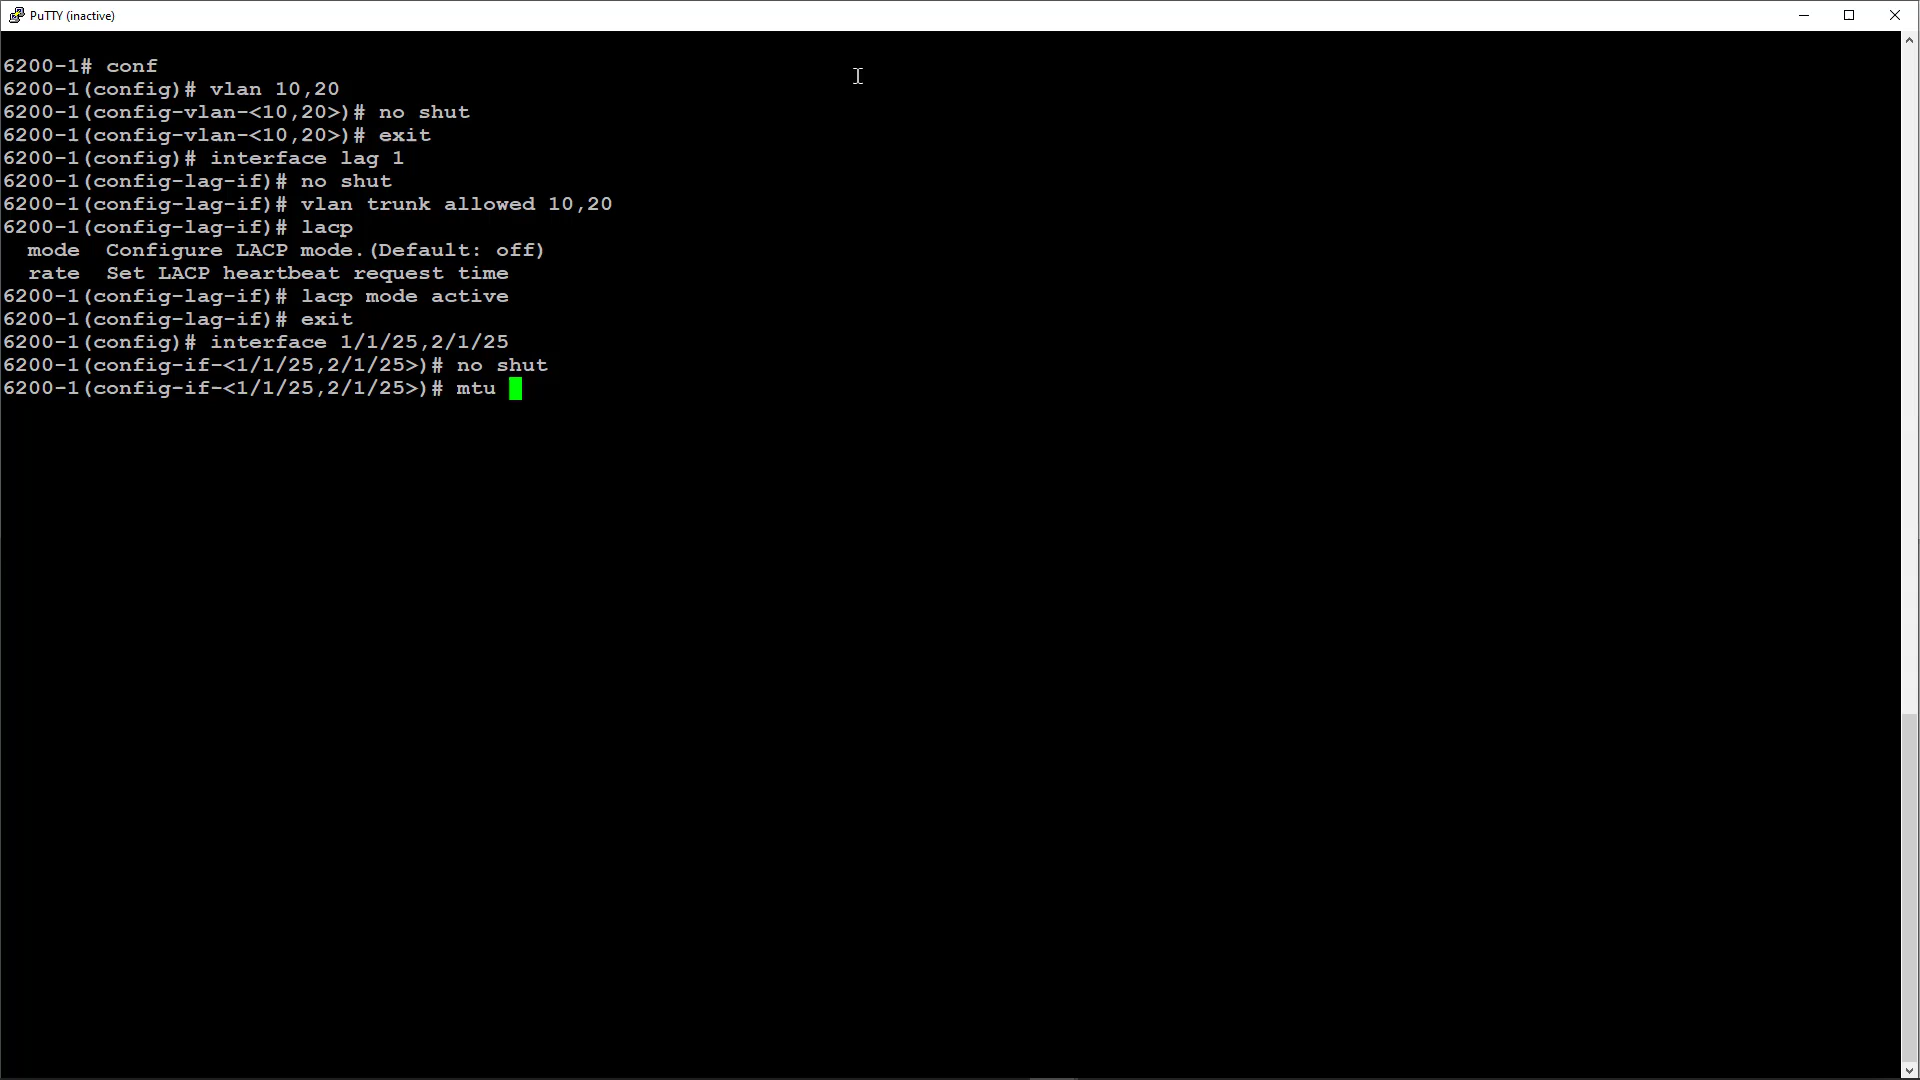 PuTTY (inactive)
6200-1# conf
6200-1(config)# vlan 10,20
6200-1(config-vlan-<10,20>)# no shut
6200-1(config-vlan-<10,20>)# exit
6200-1(config)# interface lag 1
6200-1(config-lag-if)# no shut
6200-1(config-lag-if)# vlan trunk allowed 10,20
6200-1(config-lag-if)# lacp
  mode  Configure LACP mode.(Default: off)
  rate  Set LACP heartbeat request time
6200-1(config-lag-if)# lacp mode active
6200-1(config-lag-if)# exit
6200-1(config)# interface 1/1/25,2/1/25
6200-1(config-if-<1/1/25,2/1/25>)# no shut
6200-1(config-if-<1/1/25,2/1/25>)# mtu